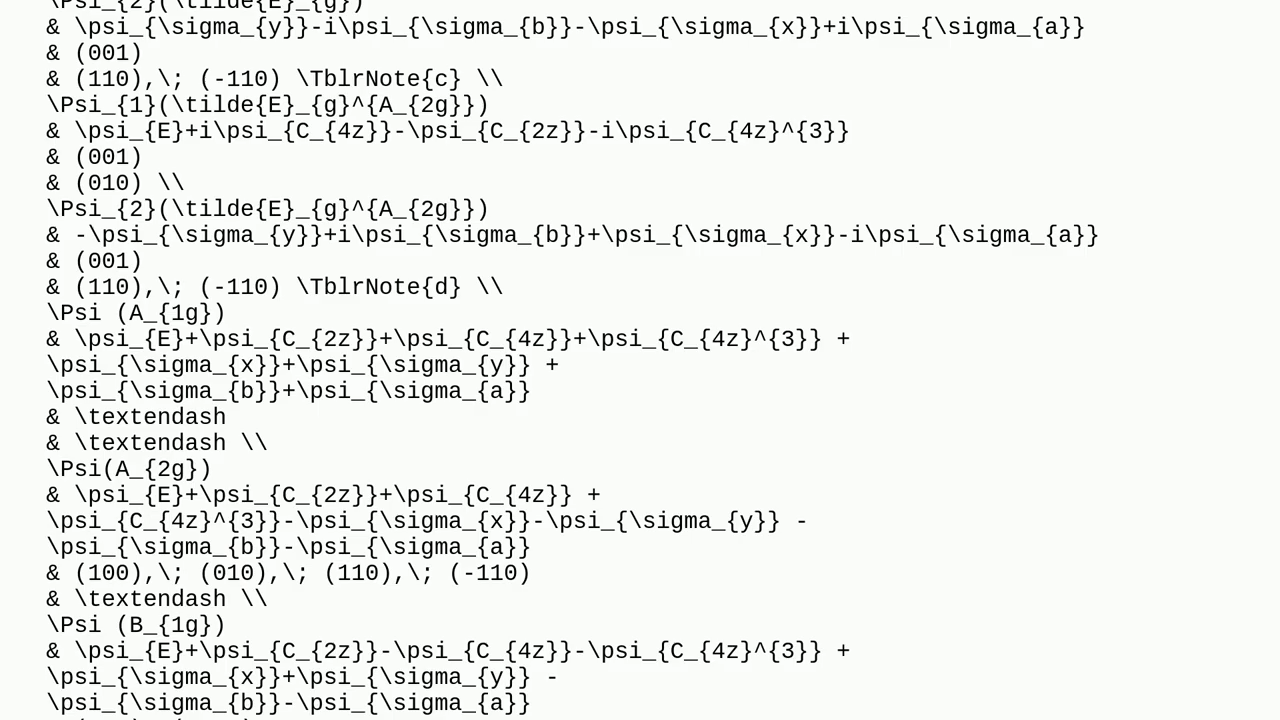 \Psi_{2}(\tilde{E}_{g})
& \psi_{\sigma_{y}}-i\psi_{\sigma_{b}}-\psi_{\sigma_{x}}+i\psi_{\sigma_{a}}
& (001)
& (110),\; (-110) \TblrNote{c} \\
\Psi_{1}(\tilde{E}_{g}^{A_{2g}})
& \psi_{E}+i\psi_{C_{4z}}-\psi_{C_{2z}}-i\psi_{C_{4z}^{3}}
& (001)
& (010) \\
\Psi_{2}(\tilde{E}_{g}^{A_{2g}})
& -\psi_{\sigma_{y}}+i\psi_{\sigma_{b}}+\psi_{\sigma_{x}}-i\psi_{\sigma_{a}}
& (001)
& (110),\; (-110) \TblrNote{d} \\
\Psi (A_{1g})
& \psi_{E}+\psi_{C_{2z}}+\psi_{C_{4z}}+\psi_{C_{4z}^{3}} +
\psi_{\sigma_{x}}+\psi_{\sigma_{y}} +
\psi_{\sigma_{b}}+\psi_{\sigma_{a}}
& \textendash
& \textendash \\
\Psi(A_{2g})
& \psi_{E}+\psi_{C_{2z}}+\psi_{C_{4z}} +
\psi_{C_{4z}^{3}}-\psi_{\sigma_{x}}-\psi_{\sigma_{y}} -
\psi_{\sigma_{b}}-\psi_{\sigma_{a}}
& (100),\; (010),\; (110),\; (-110)
& \textendash \\
\Psi (B_{1g})
& \psi_{E}+\psi_{C_{2z}}-\psi_{C_{4z}}-\psi_{C_{4z}^{3}} +
\psi_{\sigma_{x}}+\psi_{\sigma_{y}} -
\psi_{\sigma_{b}}-\psi_{\sigma_{a}}